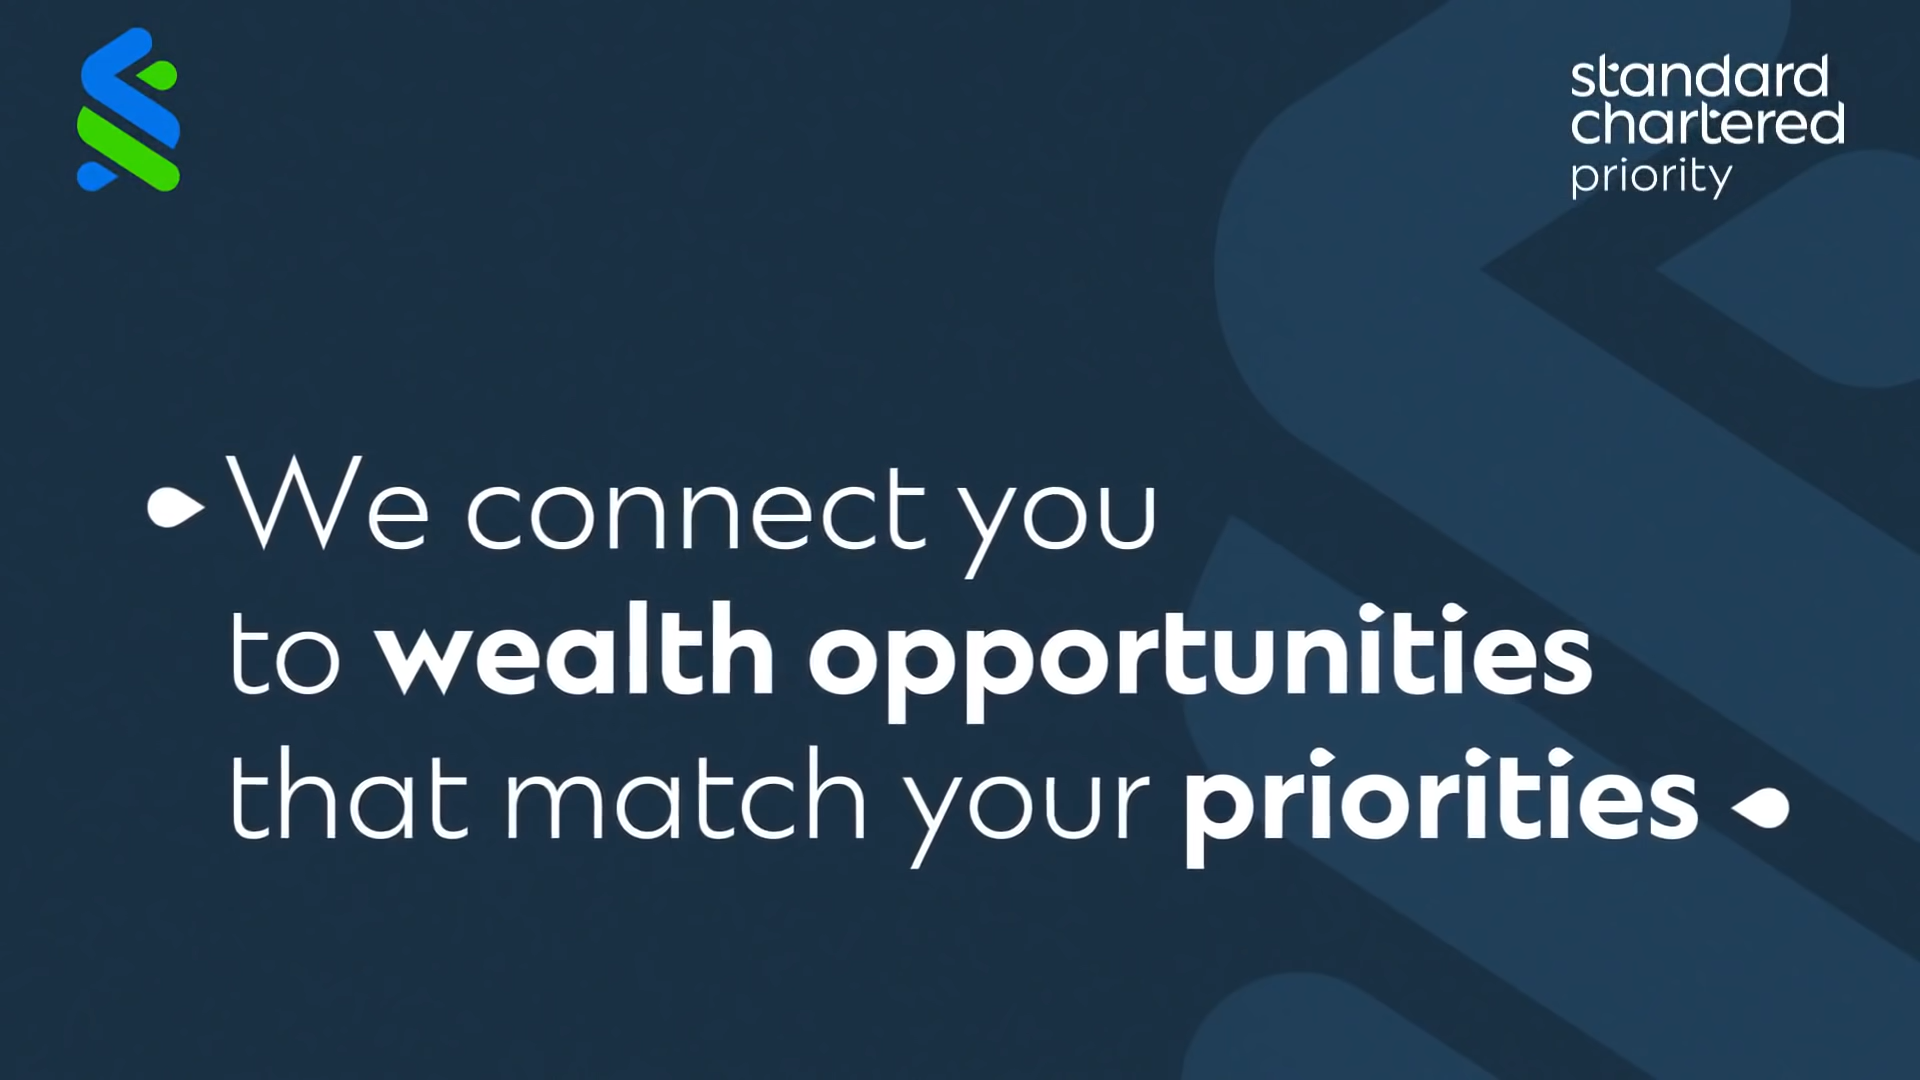 standard
chartered
priority
We connect you
to wealth opportunities
that match your priorities